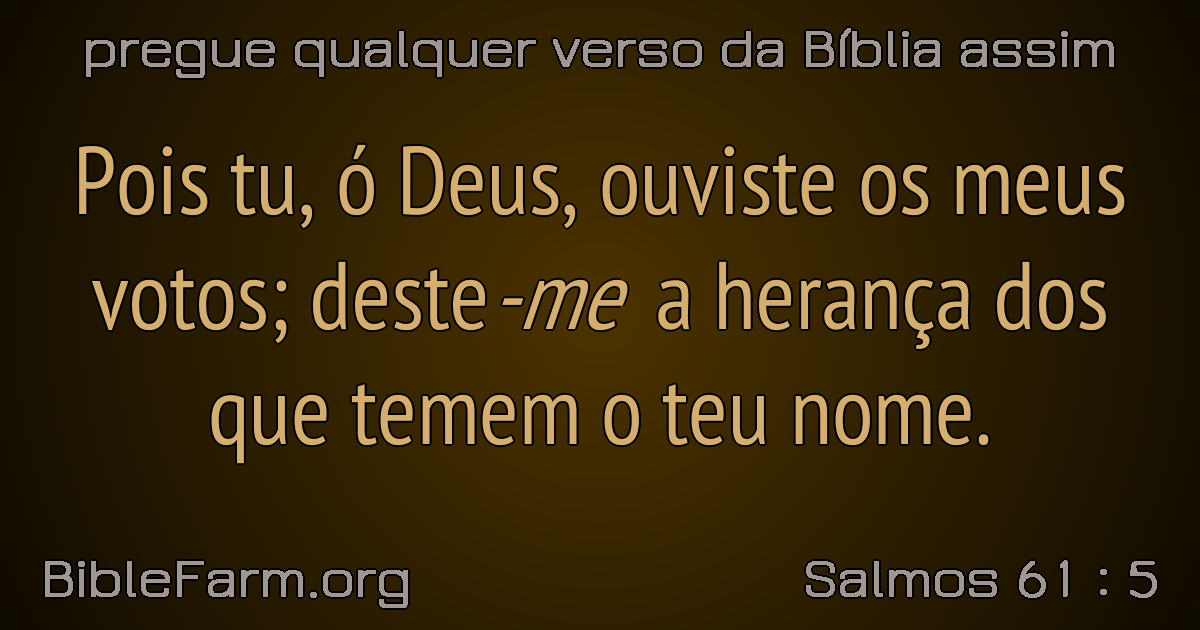 pregue qualquer verso da Bíblia assim
Pois tu, ó Deus, ouviste os meus
votos; deste-me a herança dos
que temem o teu nome.
BibleFarm.org
Salmos 61 : 5